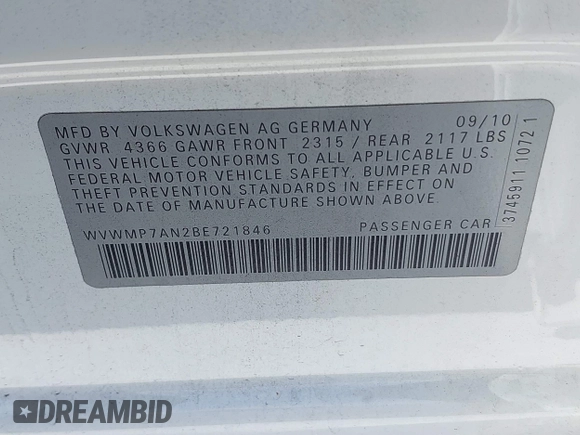 MFD BY VOLKSWAGEN AG GERMANY 09/10
GVWR 4366 GAWR FRONT 2315 / REAR 2117 LBS
THIS VEHICLE CONFORMS TO ALL APPLICABLE U.S.
FEDERAL MOTOR VEHICLE SAFETY, BUMPER AND
THEFT PREVENTION STANDARDS IN EFFECT ON
THE DATE OF MANUFACTURE SHOWN ABOVE.
WVWMP7AN2BE721846 PASSENGER CAR
3745911 1072 1
DREAMBID